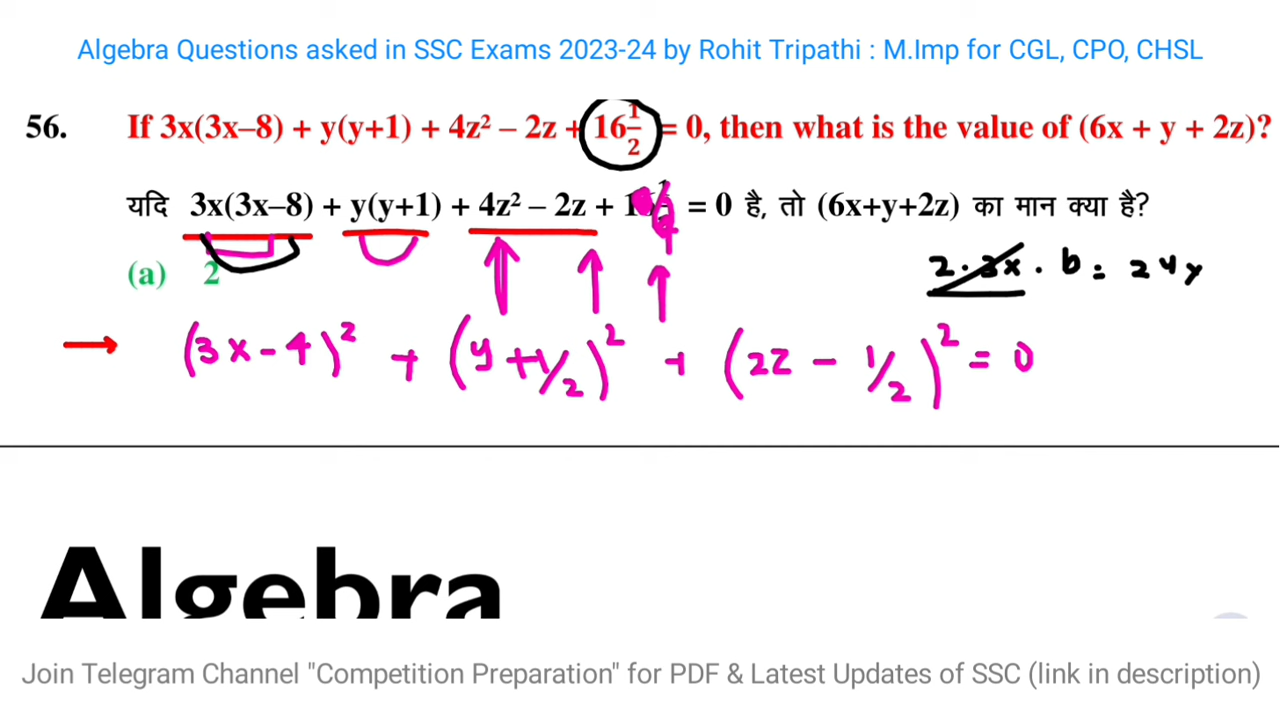 Algebra Questions asked in SSC Exams 2023-24 by Rohit Tripathi : M.Imp for CGL, CPO, CHSL
56. If 3x(3x–8) + y(y+1) + 4z² – 2z + 16 1/2 = 0, then what is the value of (6x + y + 2z)?
यदि 3x(3x–8) + y(y+1) + 4z² – 2z + = 0 है, तो (6x+y+2z) का मान क्या है?
(a) 2
2·3x · b = 24x
→ (3x-4)² + (y+1/2)² + (2z - 1/2)² = 0
Algebra
Join Telegram Channel "Competition Preparation" for PDF & Latest Updates of SSC (link in description)